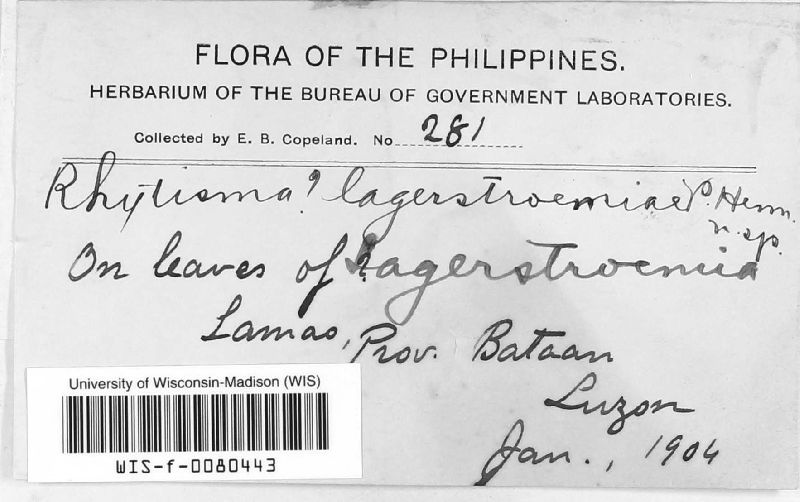 FLORA OF THE PHILIPPINES.
HERBARIUM OF THE BUREAU OF GOVERNMENT LABORATORIES.
Collected by E. B. Copeland. No. 281
Rhytisma? lagerstroemiae P. Henn.
n. sp.
On leaves of Lagerstroemia
Lamao, Prov. Bataan
Luzon
Jan., 1904
University of Wisconsin-Madison (WIS)
WIS-f-0080443